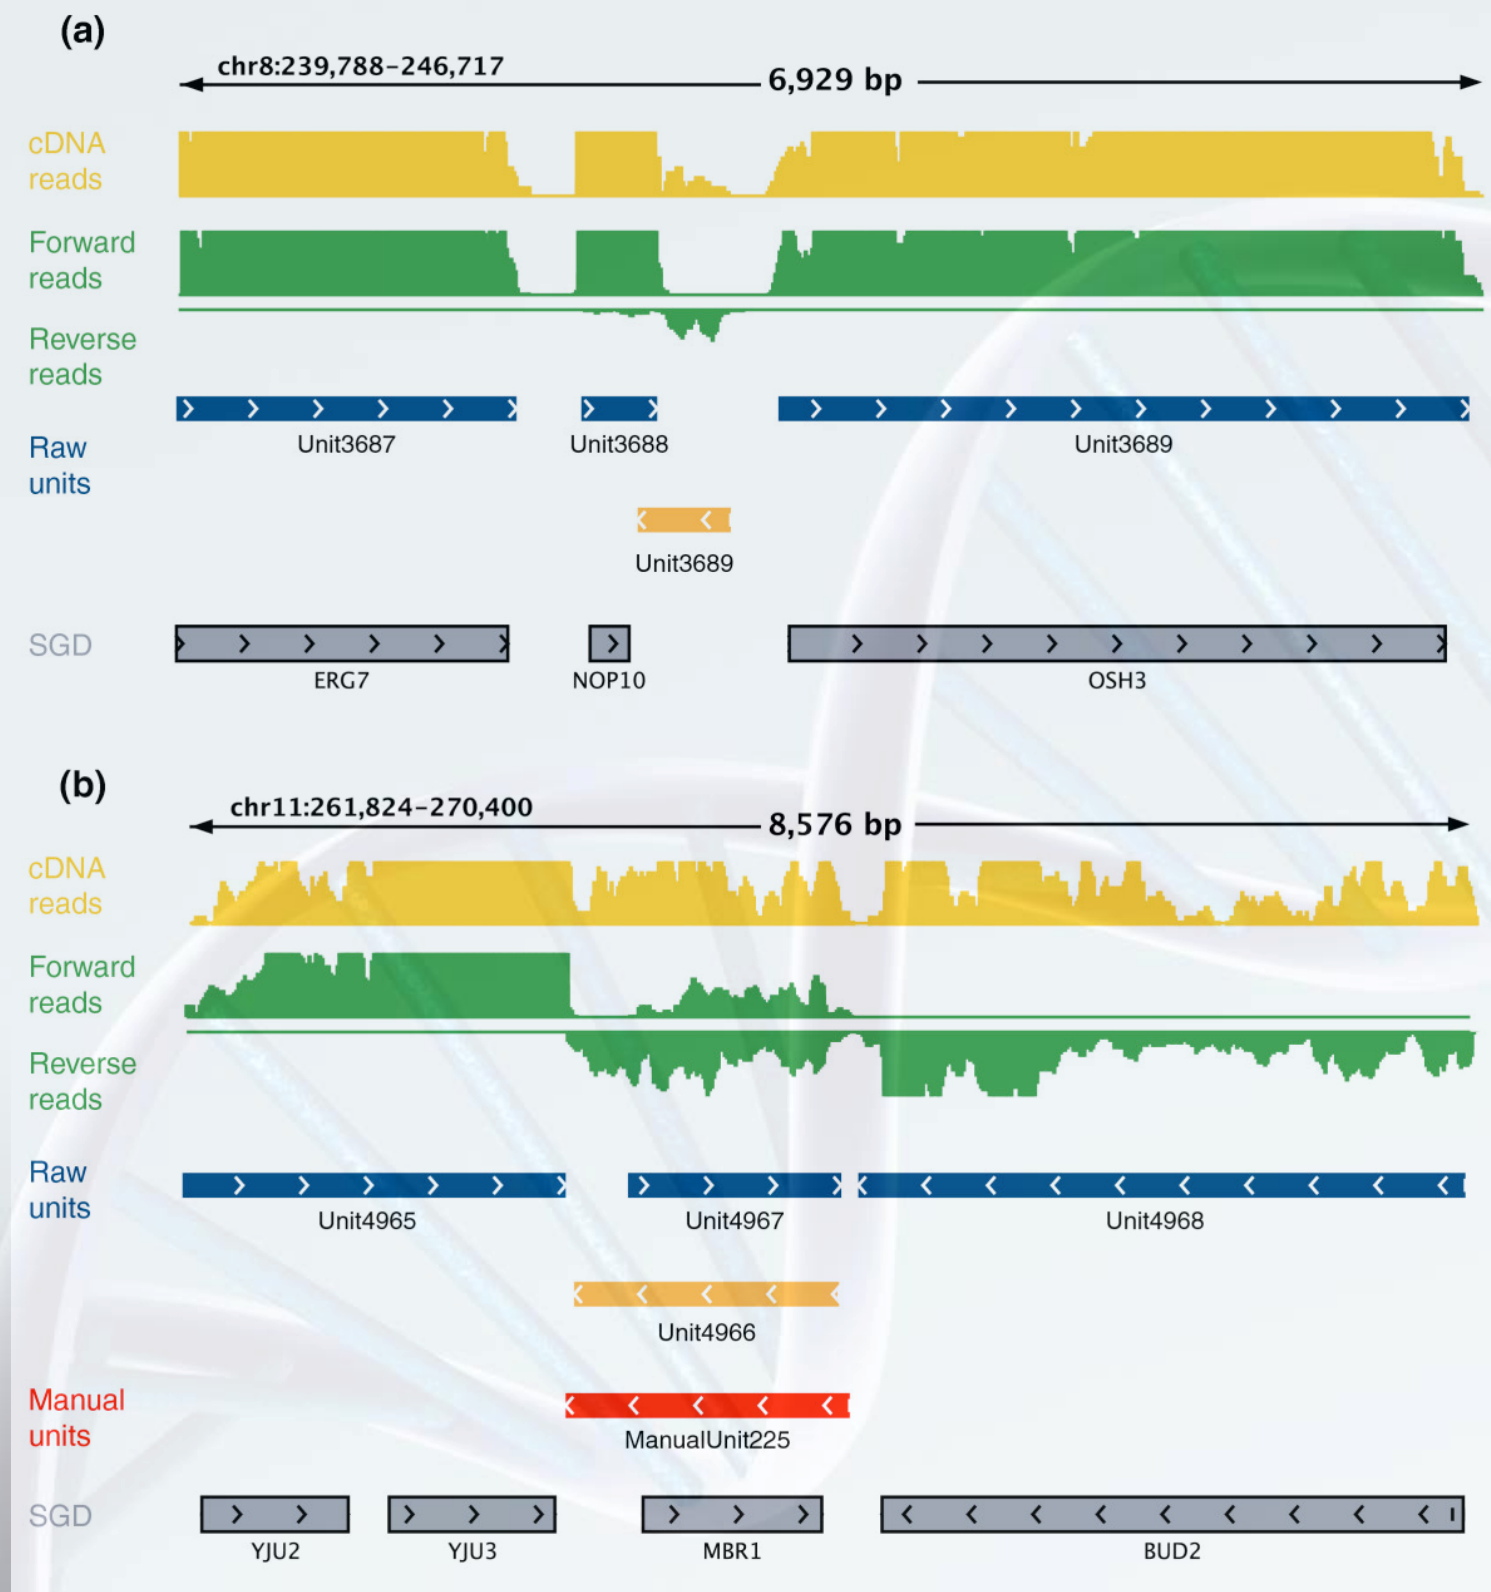 (a)
chr8:239,788–246,717
6,929 bp
cDNA
reads
Forward
reads
Reverse
reads
Raw
units
Unit3687
Unit3688
Unit3689
Unit3689
SGD
ERG7
NOP10
OSH3
(b)
chr11:261,824–270,400
8,576 bp
cDNA
reads
Forward
reads
Reverse
reads
Raw
units
Unit4965
Unit4967
Unit4968
Unit4966
Manual
units
ManualUnit225
SGD
YJU2
YJU3
MBR1
BUD2